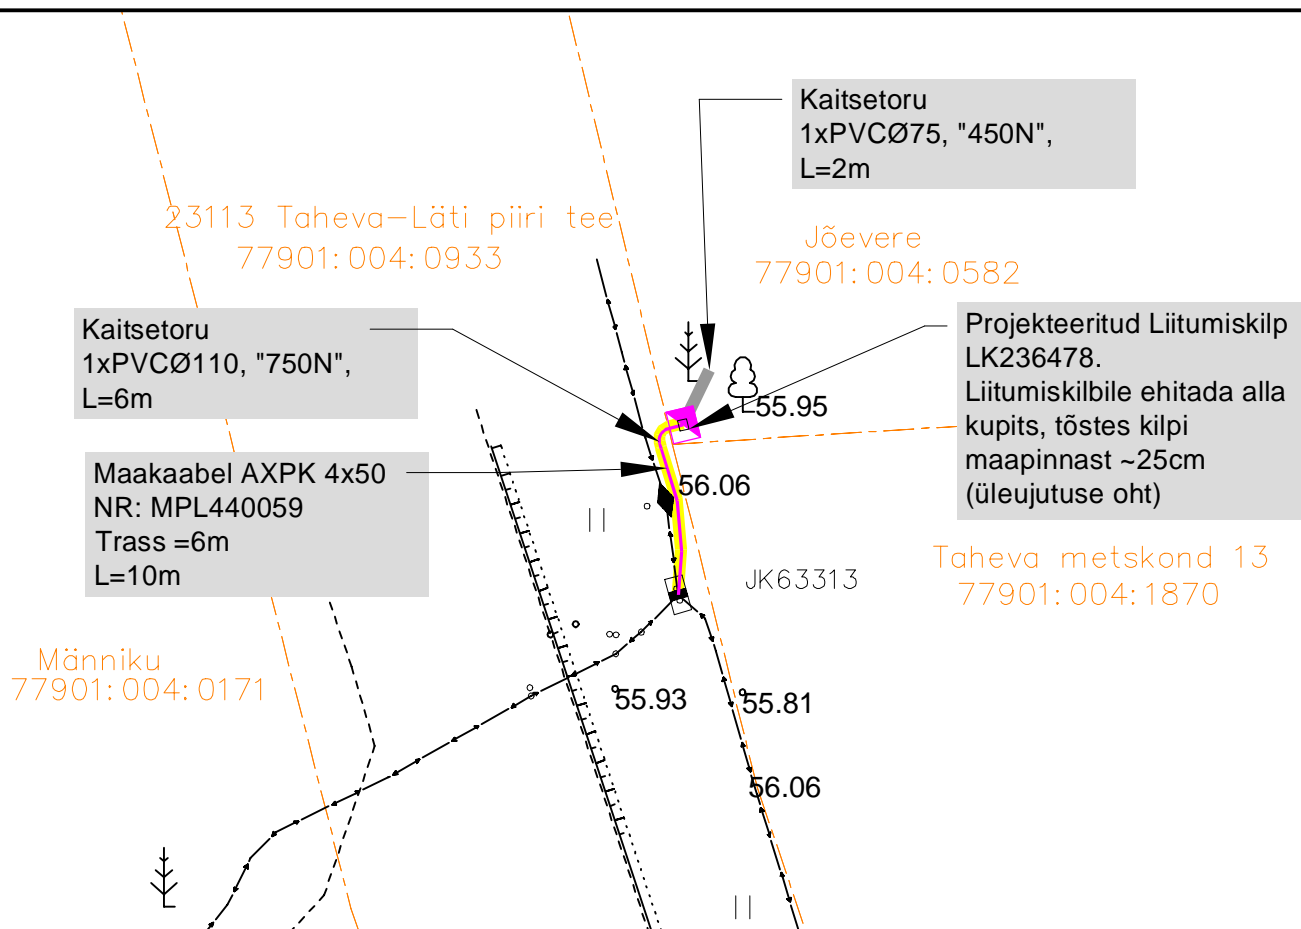 Kaitsetoru
1xPVCØ75, "450N",
L=2m
23113 Taheva-Läti piiri tee
77901:004:0933
Jõevere
77901:004:0582
Kaitsetoru
1xPVCØ110, "750N",
L=6m
Projekteeritud Liitumiskilp
LK236478.
Liitumiskilbile ehitada alla
kupits, tõstes kilpi
maapinnast ~25cm
(üleujutuse oht)
55.95
Maakaabel AXPK 4x50
NR: MPL440059
Trass =6m
L=10m
56.06
JK63313
Taheva metskond 13
77901:004:1870
Männiku
77901:004:0171
55.93
55.81
56.06